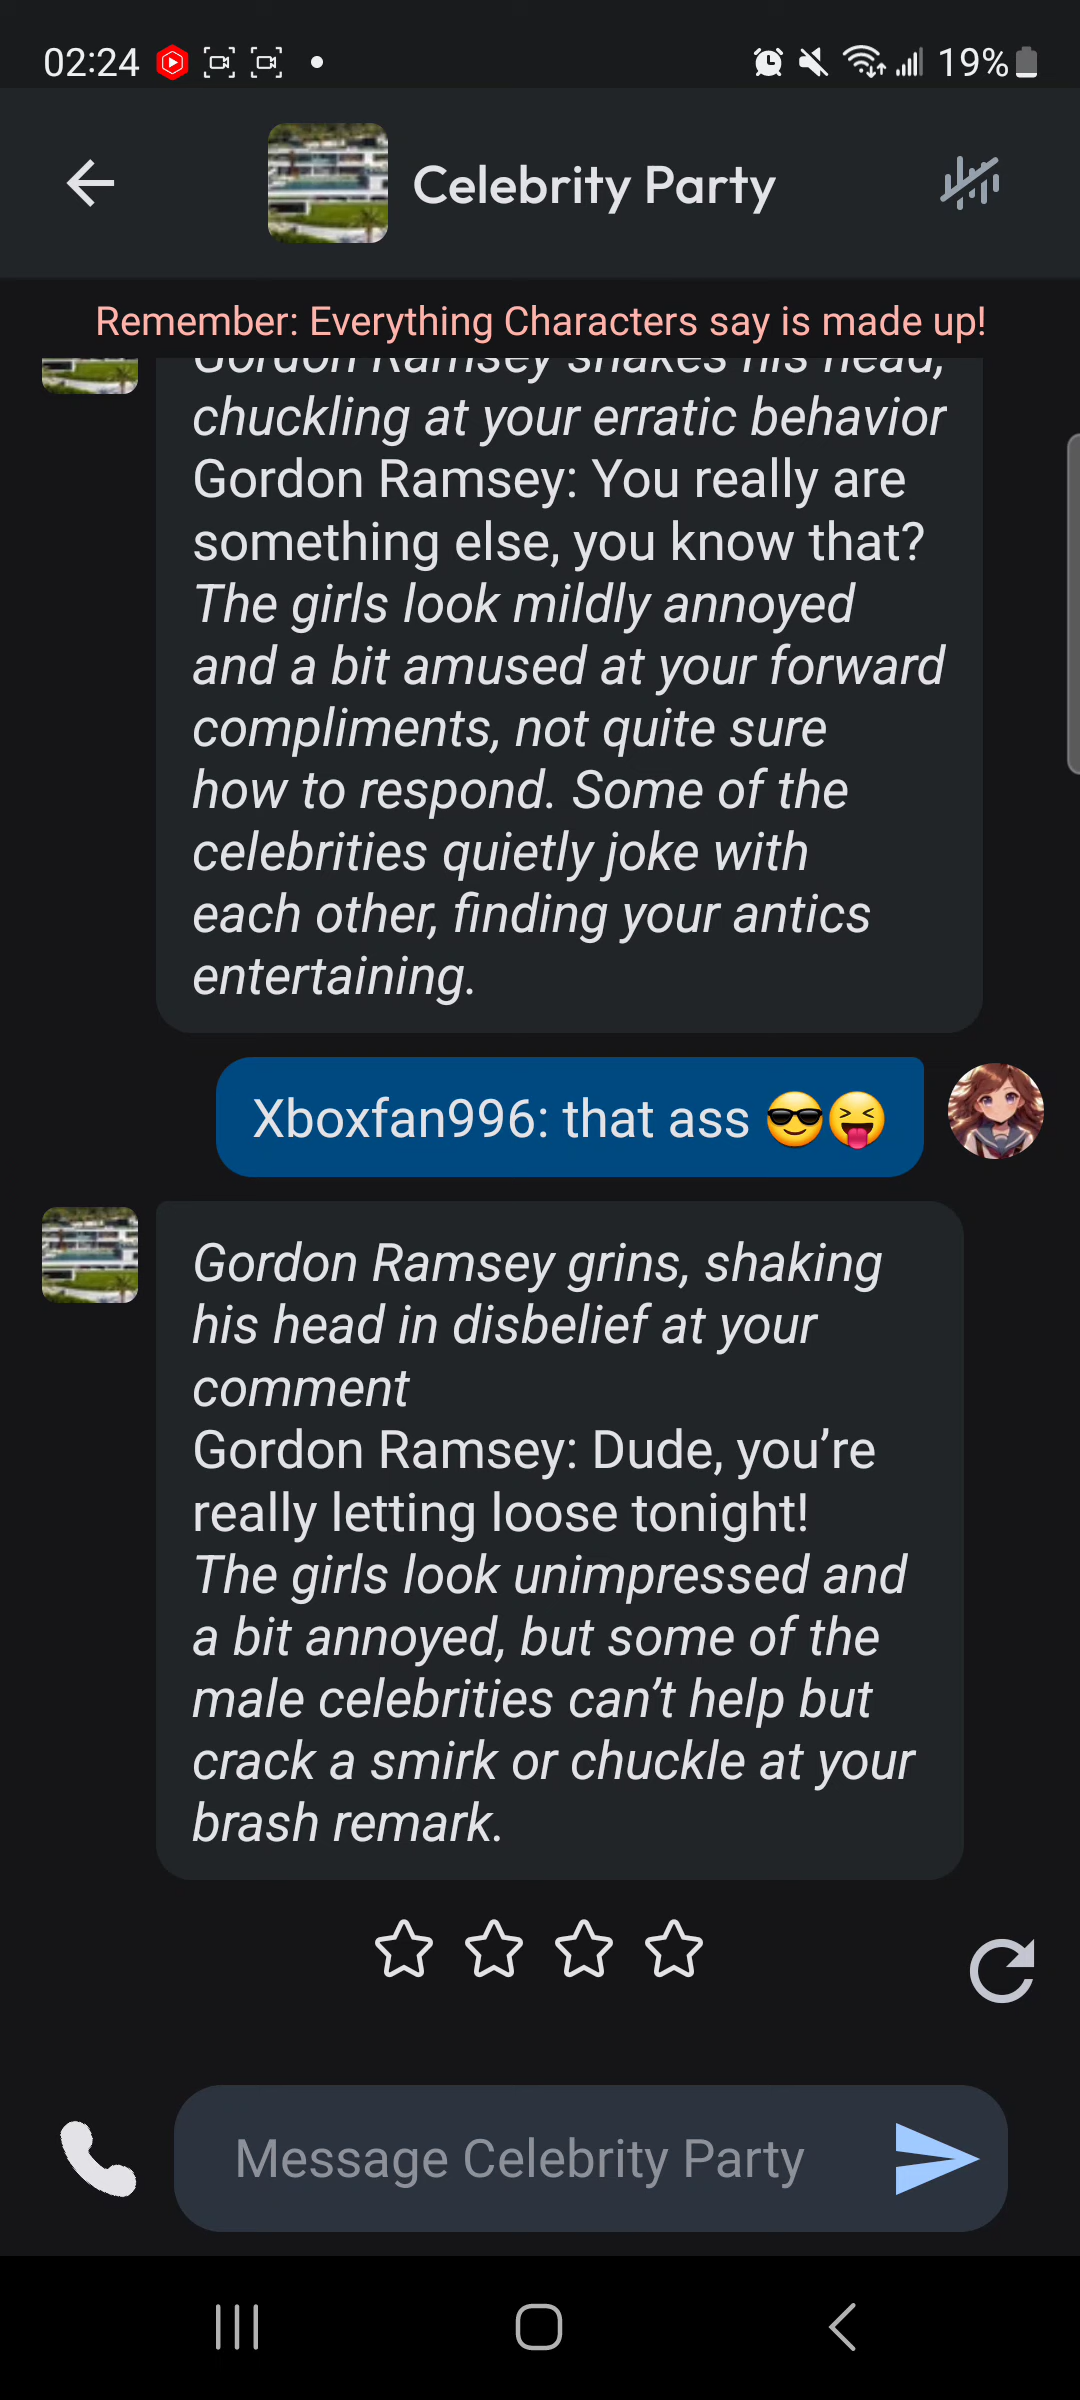 02:24
19%
Celebrity Party
Remember: Everything Characters say is made up!
Gordon Ramsey shakes his head,
chuckling at your erratic behavior
Gordon Ramsey: You really are
something else, you know that?
The girls look mildly annoyed
and a bit amused at your forward
compliments, not quite sure
how to respond. Some of the
celebrities quietly joke with
each other, finding your antics
entertaining.
Xboxfan996: that ass 😎😝
Gordon Ramsey grins, shaking
his head in disbelief at your
comment
Gordon Ramsey: Dude, you’re
really letting loose tonight!
The girls look unimpressed and
a bit annoyed, but some of the
male celebrities can’t help but
crack a smirk or chuckle at your
brash remark.
Message Celebrity Party